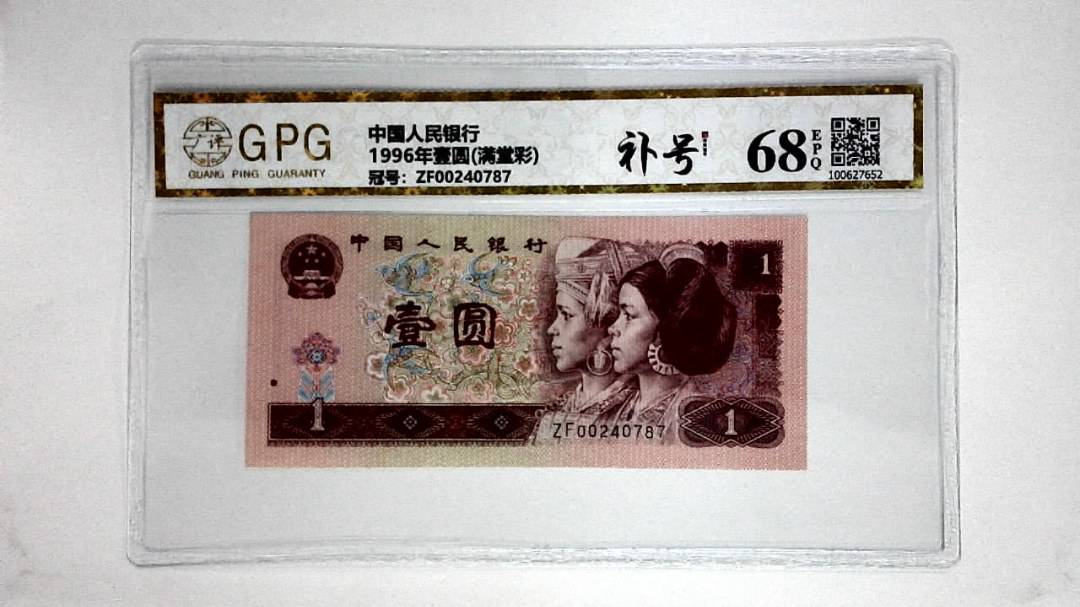 GPG
GUANG PING GUARANTY
中国人民银行
1996年壹圆(满堂彩)
冠号：ZF00240787
补号
68
EPQ
100627652
中国人民银行
1
壹圆
1
ZF00240787
1